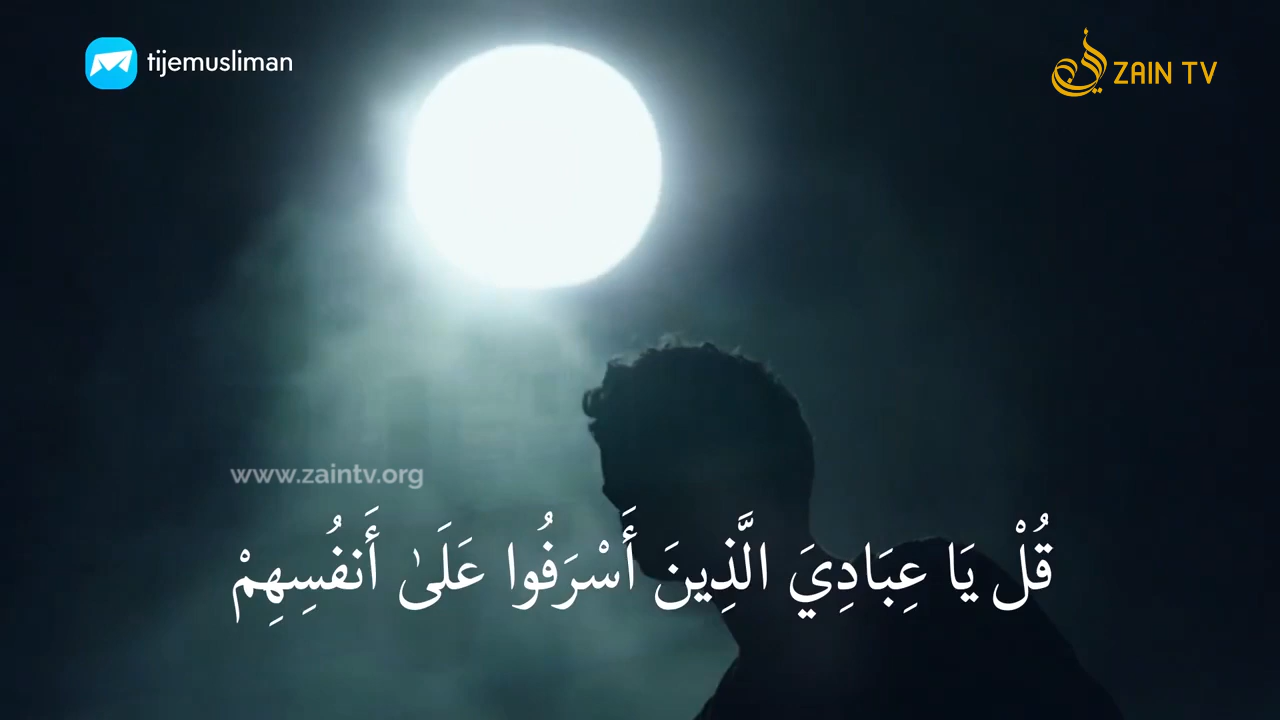 tijemusliman
ZAIN TV
www.zaintv.org
قُلْ يَا عِبَادِيَ الَّذِينَ أَسْرَفُوا عَلَىٰ أَنفُسِهِمْ